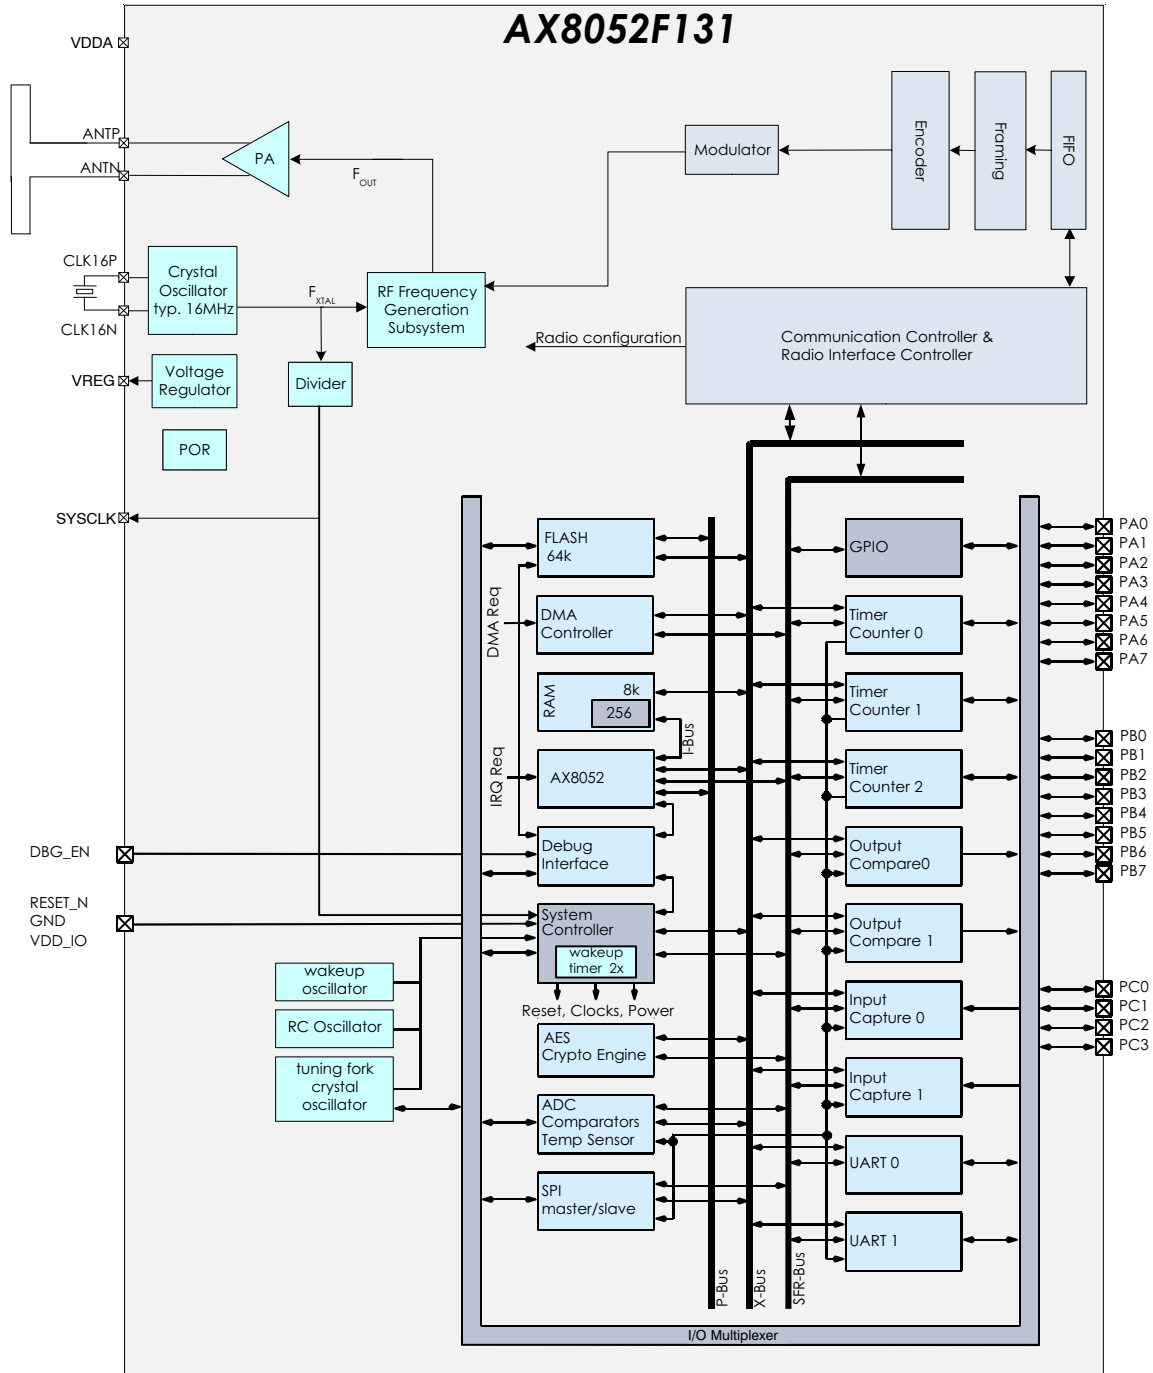 AX8052F131
VDDA
ANTP
ANTN
PA
F_OUT
Modulator
Encoder
Framing
FIFO
CLK16P
CLK16N
Crystal
Oscillator
typ. 16MHz
F_XTAL
RF Frequency
Generation
Subsystem
Radio configuration
Communication Controller &
Radio Interface Controller
VREG
Voltage
Regulator
Divider
POR
SYSCLK
FLASH
64k
DMA Req
DMA
Controller
RAM
8k
256
I-Bus
IRQ Req
AX8052
DBG_EN
Debug
Interface
RESET_N
GND
VDD_IO
System
Controller
wakeup
timer 2x
Reset, Clocks, Power
wakeup
oscillator
RC Oscillator
tuning fork
crystal
oscillator
AES
Crypto Engine
ADC
Comparators
Temp Sensor
SPI
master/slave
P-Bus
X-Bus
SFR-Bus
GPIO
Timer
Counter 0
Timer
Counter 1
Timer
Counter 2
Output
Compare0
Output
Compare 1
Input
Capture 0
Input
Capture 1
UART 0
UART 1
PA0
PA1
PA2
PA3
PA4
PA5
PA6
PA7
PB0
PB1
PB2
PB3
PB4
PB5
PB6
PB7
PC0
PC1
PC2
PC3
I/O Multiplexer